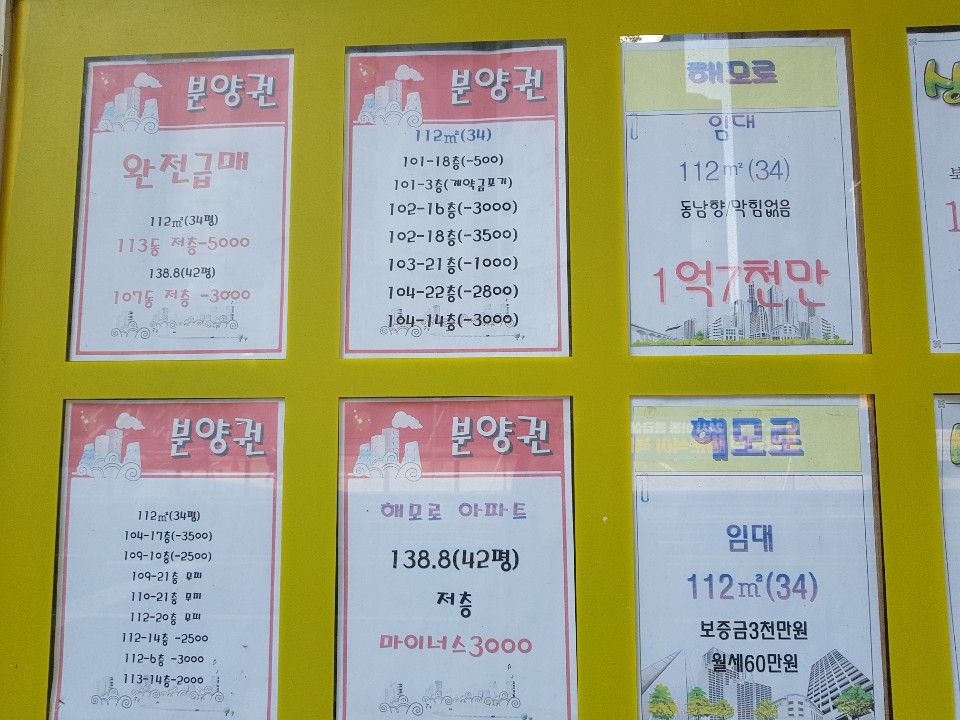 분양권
완전급매
112㎡(34평)
113동 저층-5000
138.8(42평)
107동 저층 -3000
분양권
112㎡(34)
101-18층(-500)
101-3층(계약금포기)
102-16층(-3000)
102-18층(-3500)
103-21층(-1000)
104-22층(-2800)
104-14층(-3000)
해모로
임대
112㎡(34)
동남향/막힘없음
1억7천만
분양권
112㎡(34평)
104-17층(-3500)
109-10층(-2500)
109-21층 무피
110-21층 무피
112-20층 무피
112-14층 -2500
112-6층 -3000
113-14층-2000
분양권
해모로 아파트
138.8(42평)
저층
마이너스3000
해모로
임대
112㎡(34)
보증금3천만원
월세60만원